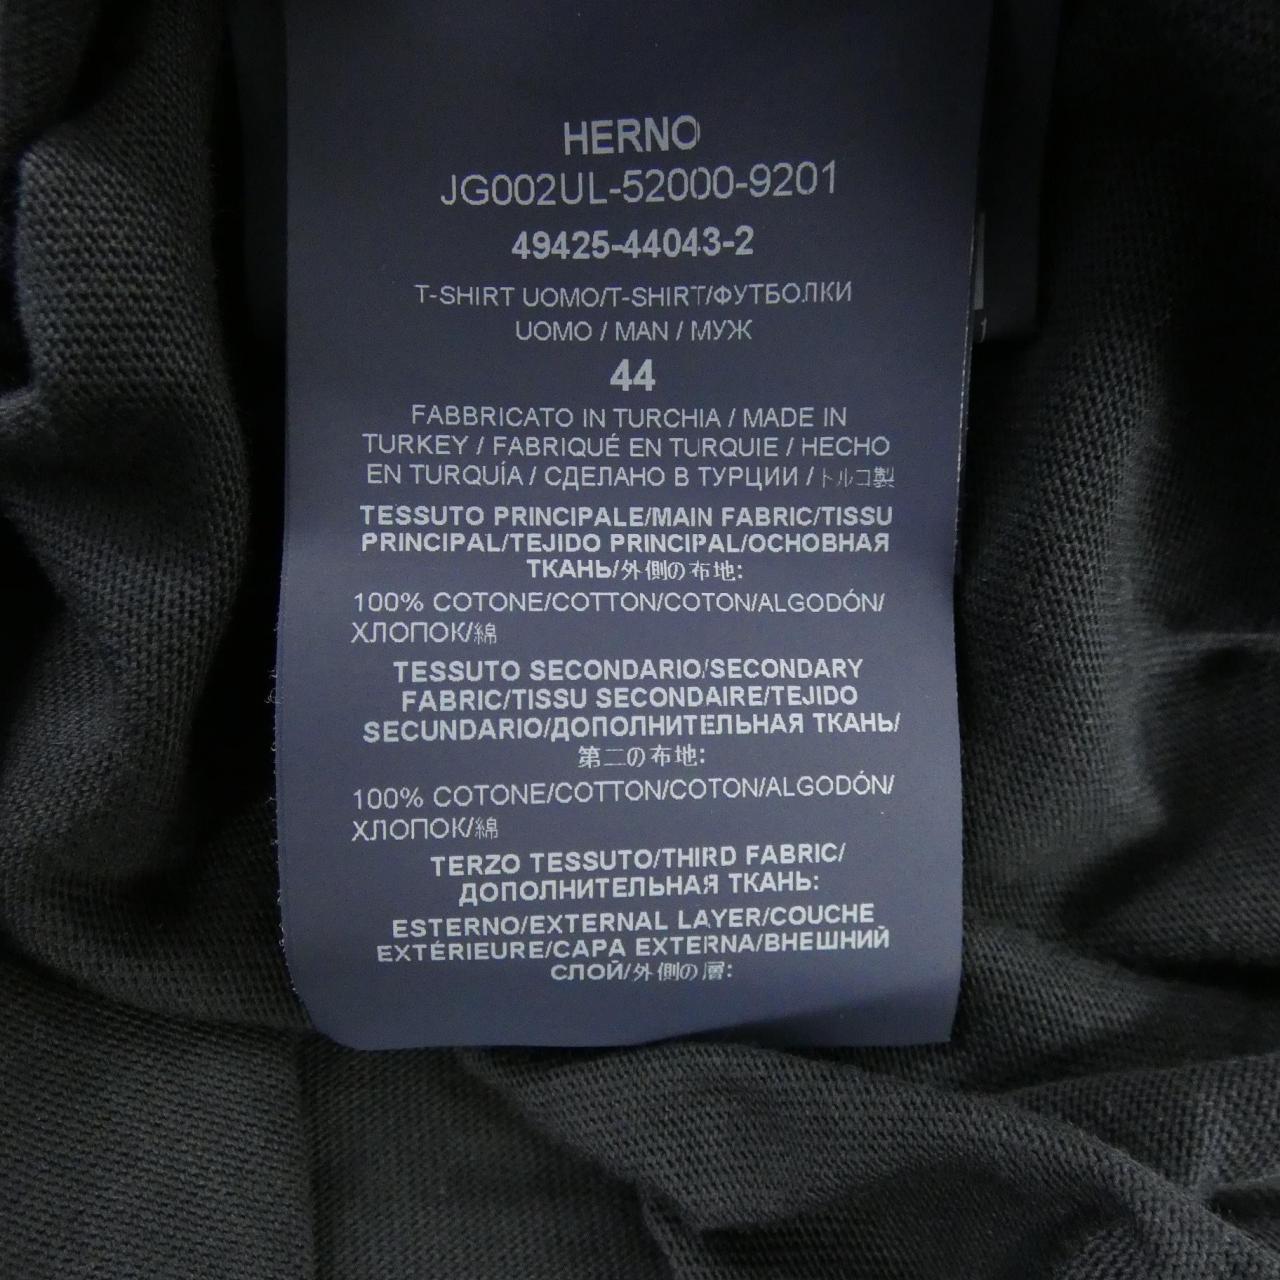 HERNO
JG002UL-52000-9201
49425-44043-2
T-SHIRT UOMO/T-SHIRT/ФУТБОЛКИ
UOMO / MAN / МУЖ
44
FABBRICATO IN TURCHIA / MADE IN
TURKEY / FABRIQUÉ EN TURQUIE / HECHO
EN TURQUÍA / СДЕЛАНО В ТУРЦИИ / トルコ製
TESSUTO PRINCIPALE/MAIN FABRIC/TISSU
PRINCIPAL/TEJIDO PRINCIPAL/ОСНОВНАЯ
ТКАНЬ/外側の布地:
100% COTONE/COTTON/COTON/ALGODÓN/
ХЛОПОК/綿
TESSUTO SECONDARIO/SECONDARY
FABRIC/TISSU SECONDAIRE/TEJIDO
SECUNDARIO/ДОПОЛНИТЕЛЬНАЯ ТКАНЬ/
第二の布地:
100% COTONE/COTTON/COTON/ALGODÓN/
ХЛОПОК/綿
TERZO TESSUTO/THIRD FABRIC/
ДОПОЛНИТЕЛЬНАЯ ТКАНЬ:
ESTERNO/EXTERNAL LAYER/COUCHE
EXTÉRIEURE/CAPA EXTERNA/ВНЕШНИЙ
СЛОЙ/外側の層:
1